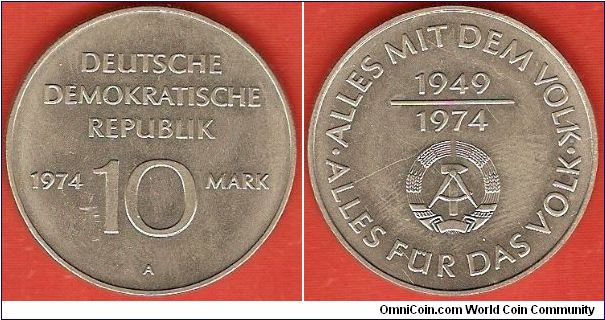 DEUTSCHE
DEMOKRATISCHE
REPUBLIK
1974 10 MARK
A
ALLES MIT DEM VOLK · ALLES FÜR DAS VOLK ·
1949
1974
OmniCoin.com World Coin Community